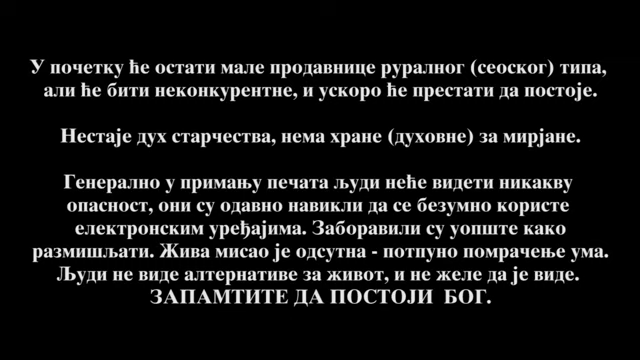 У почетку ће остати мале продавнице руралног (сеоског) типа,
али ће бити неконкурентне, и ускоро ће престати да постоје.
Нестаје дух старчества, нема хране (духовне) за мирјане.
Генерално у примању печата људи неће видети никакву
опасност, они су одавно навикли да се безумно користе
електронским уређајима. Заборавили су уопште како
размишљати. Жива мисао је одсутна - потпуно помрачење ума.
Људи не виде алтернативе за живот, и не желе да је виде.
ЗАПАМТИТЕ ДА ПОСТОЈИ БОГ.